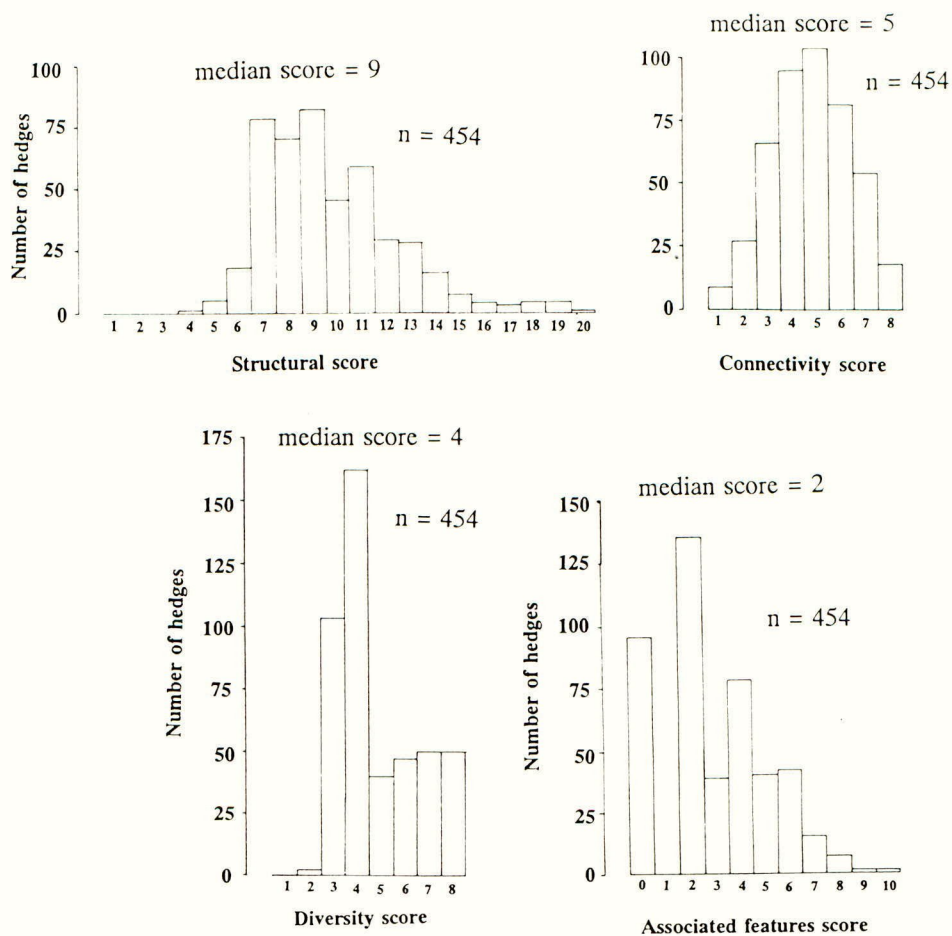 median score = 9
n = 454
100
75
50
25
0
Number of hedges
1 2 3 4 5 6 7 8 9 10 11 12 13 14 15 16 17 18 19 20
Structural score
median score = 5
n = 454
100
75
50
25
0
Number of hedges
1 2 3 4 5 6 7 8
Connectivity score
median score = 4
n = 454
175
150
125
100
75
50
25
0
Number of hedges
1 2 3 4 5 6 7 8
Diversity score
median score = 2
n = 454
150
125
100
75
50
25
0
Number of hedges
0 1 2 3 4 5 6 7 8 9 10
Associated features score